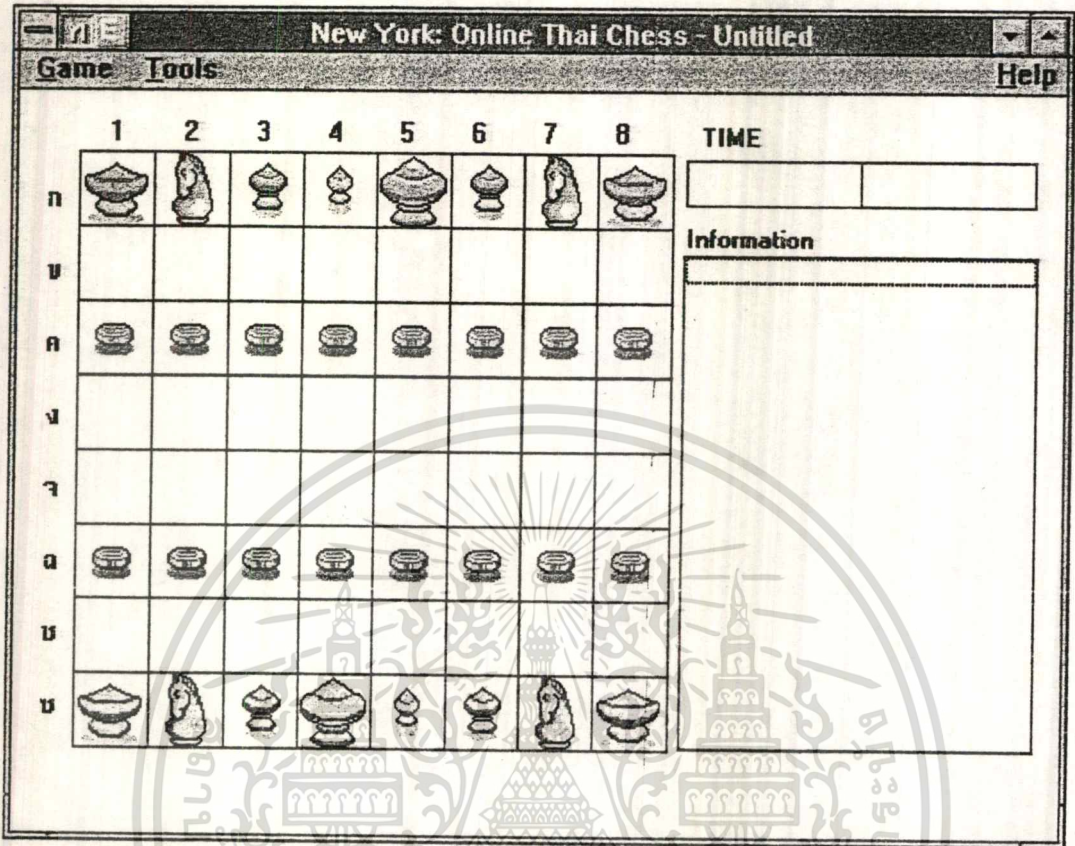 New York: Online Thai Chess - Untitled
Game Tools Help
1 2 3 4 5 6 7 8
TIME
Information
ก
ข
ค
ง
จ
ฉ
ช
ซ